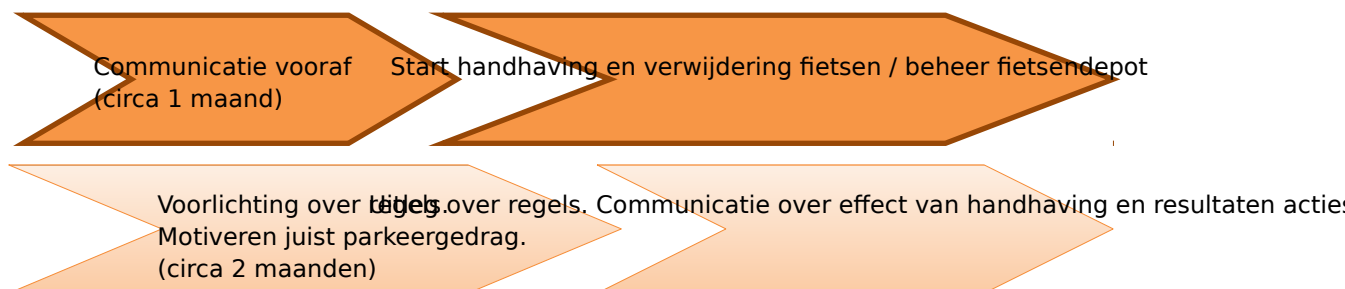 Communicatie vooraf
(circa 1 maand)
Start handhaving en verwijdering fietsen / beheer fietsendepot
Voorlichting over regels.
Motiveren juist parkeergedrag.
(circa 2 maanden)
Uitleg over regels. Communicatie over effect van handhaving en resultaten acties